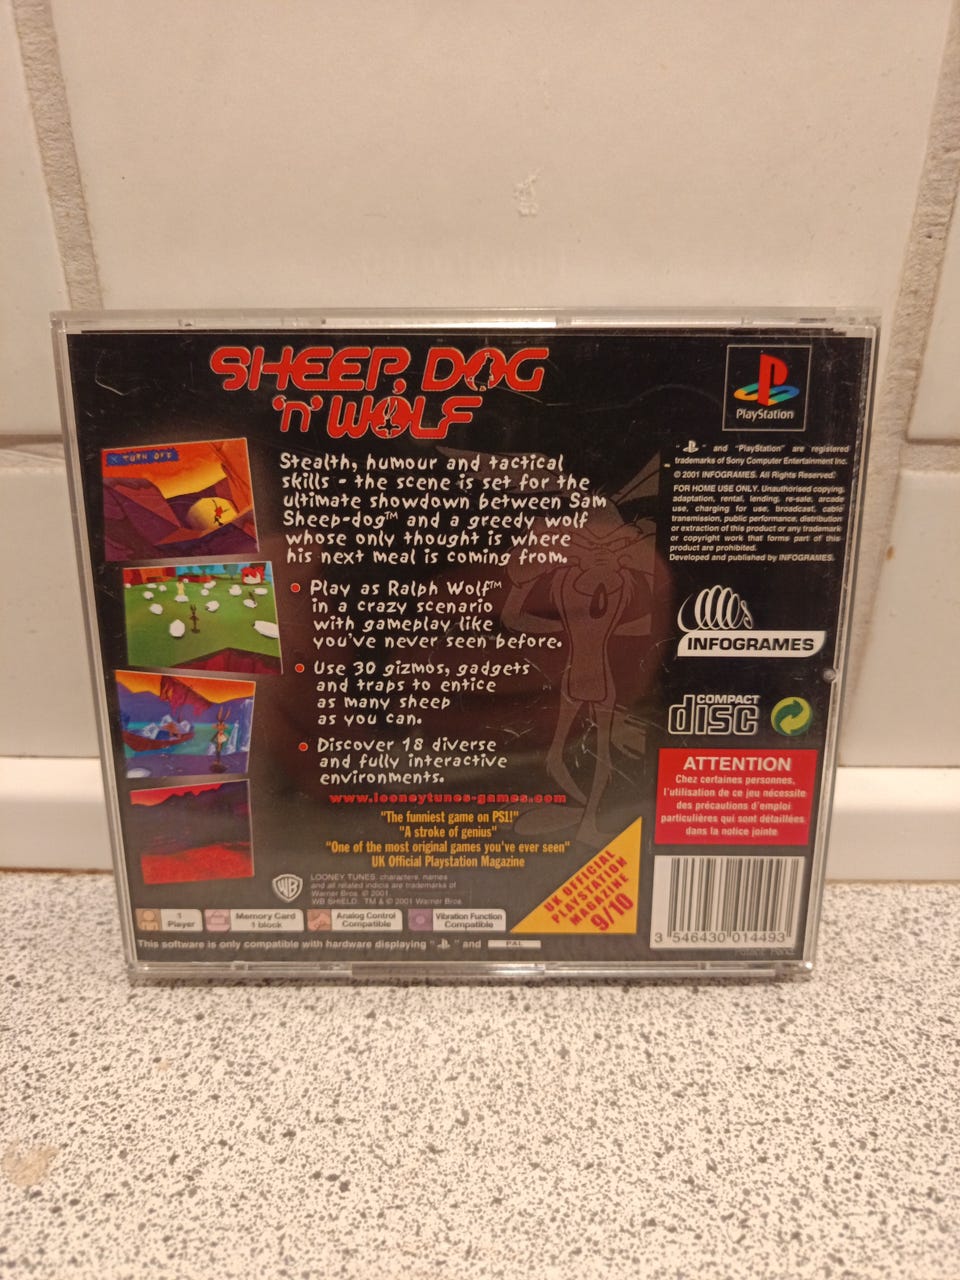 SHEEP, DOG
'n' WOLF
PlayStation
TURN OFF
Stealth, humour and tactical
skills - the scene is set for the
ultimate showdown between Sam
Sheep-dog™ and a greedy wolf
whose only thought is where
his next meal is coming from.
• Play as Ralph Wolf™
in a crazy scenario
with gameplay like
you've never seen before.
• Use 30 gizmos, gadgets
and traps to entice
as many sheep
as you can.
• Discover 18 diverse
and fully interactive
environments.
www.looneytunes-games.com
"The funniest game on PS1!"
"A stroke of genius"
"One of the most original games you've ever seen"
UK Official Playstation Magazine
WB
LOONEY TUNES, characters, names
and all related indicia are trademarks of
Warner Bros. © 2001.
WB SHIELD: TM & © 2001 Warner Bros.
UK OFFICIAL
PLAYSTATION
MAGAZINE
9/10
1
Player
Memory Card
1 block
Analog Control
Compatible
Vibration Function
Compatible
This software is only compatible with hardware displaying " " and PAL
" " and "PlayStation" are registered
trademarks of Sony Computer Entertainment Inc.
© 2001 INFOGRAMES. All Rights Reserved.
FOR HOME USE ONLY. Unauthorised copying,
adaptation, rental, lending, re-sale, arcade
use, charging for use, broadcast, cable
transmission, public performance, distribution
or extraction of this product or any trademark
or copyright work that forms part of this
product are prohibited.
Developed and published by INFOGRAMES.
INFOGRAMES
COMPACT
disc
ATTENTION
Chez certaines personnes,
l'utilisation de ce jeu nécessite
des précautions d'emploi
particulières qui sont détaillées
dans la notice jointe
3 546430 014493